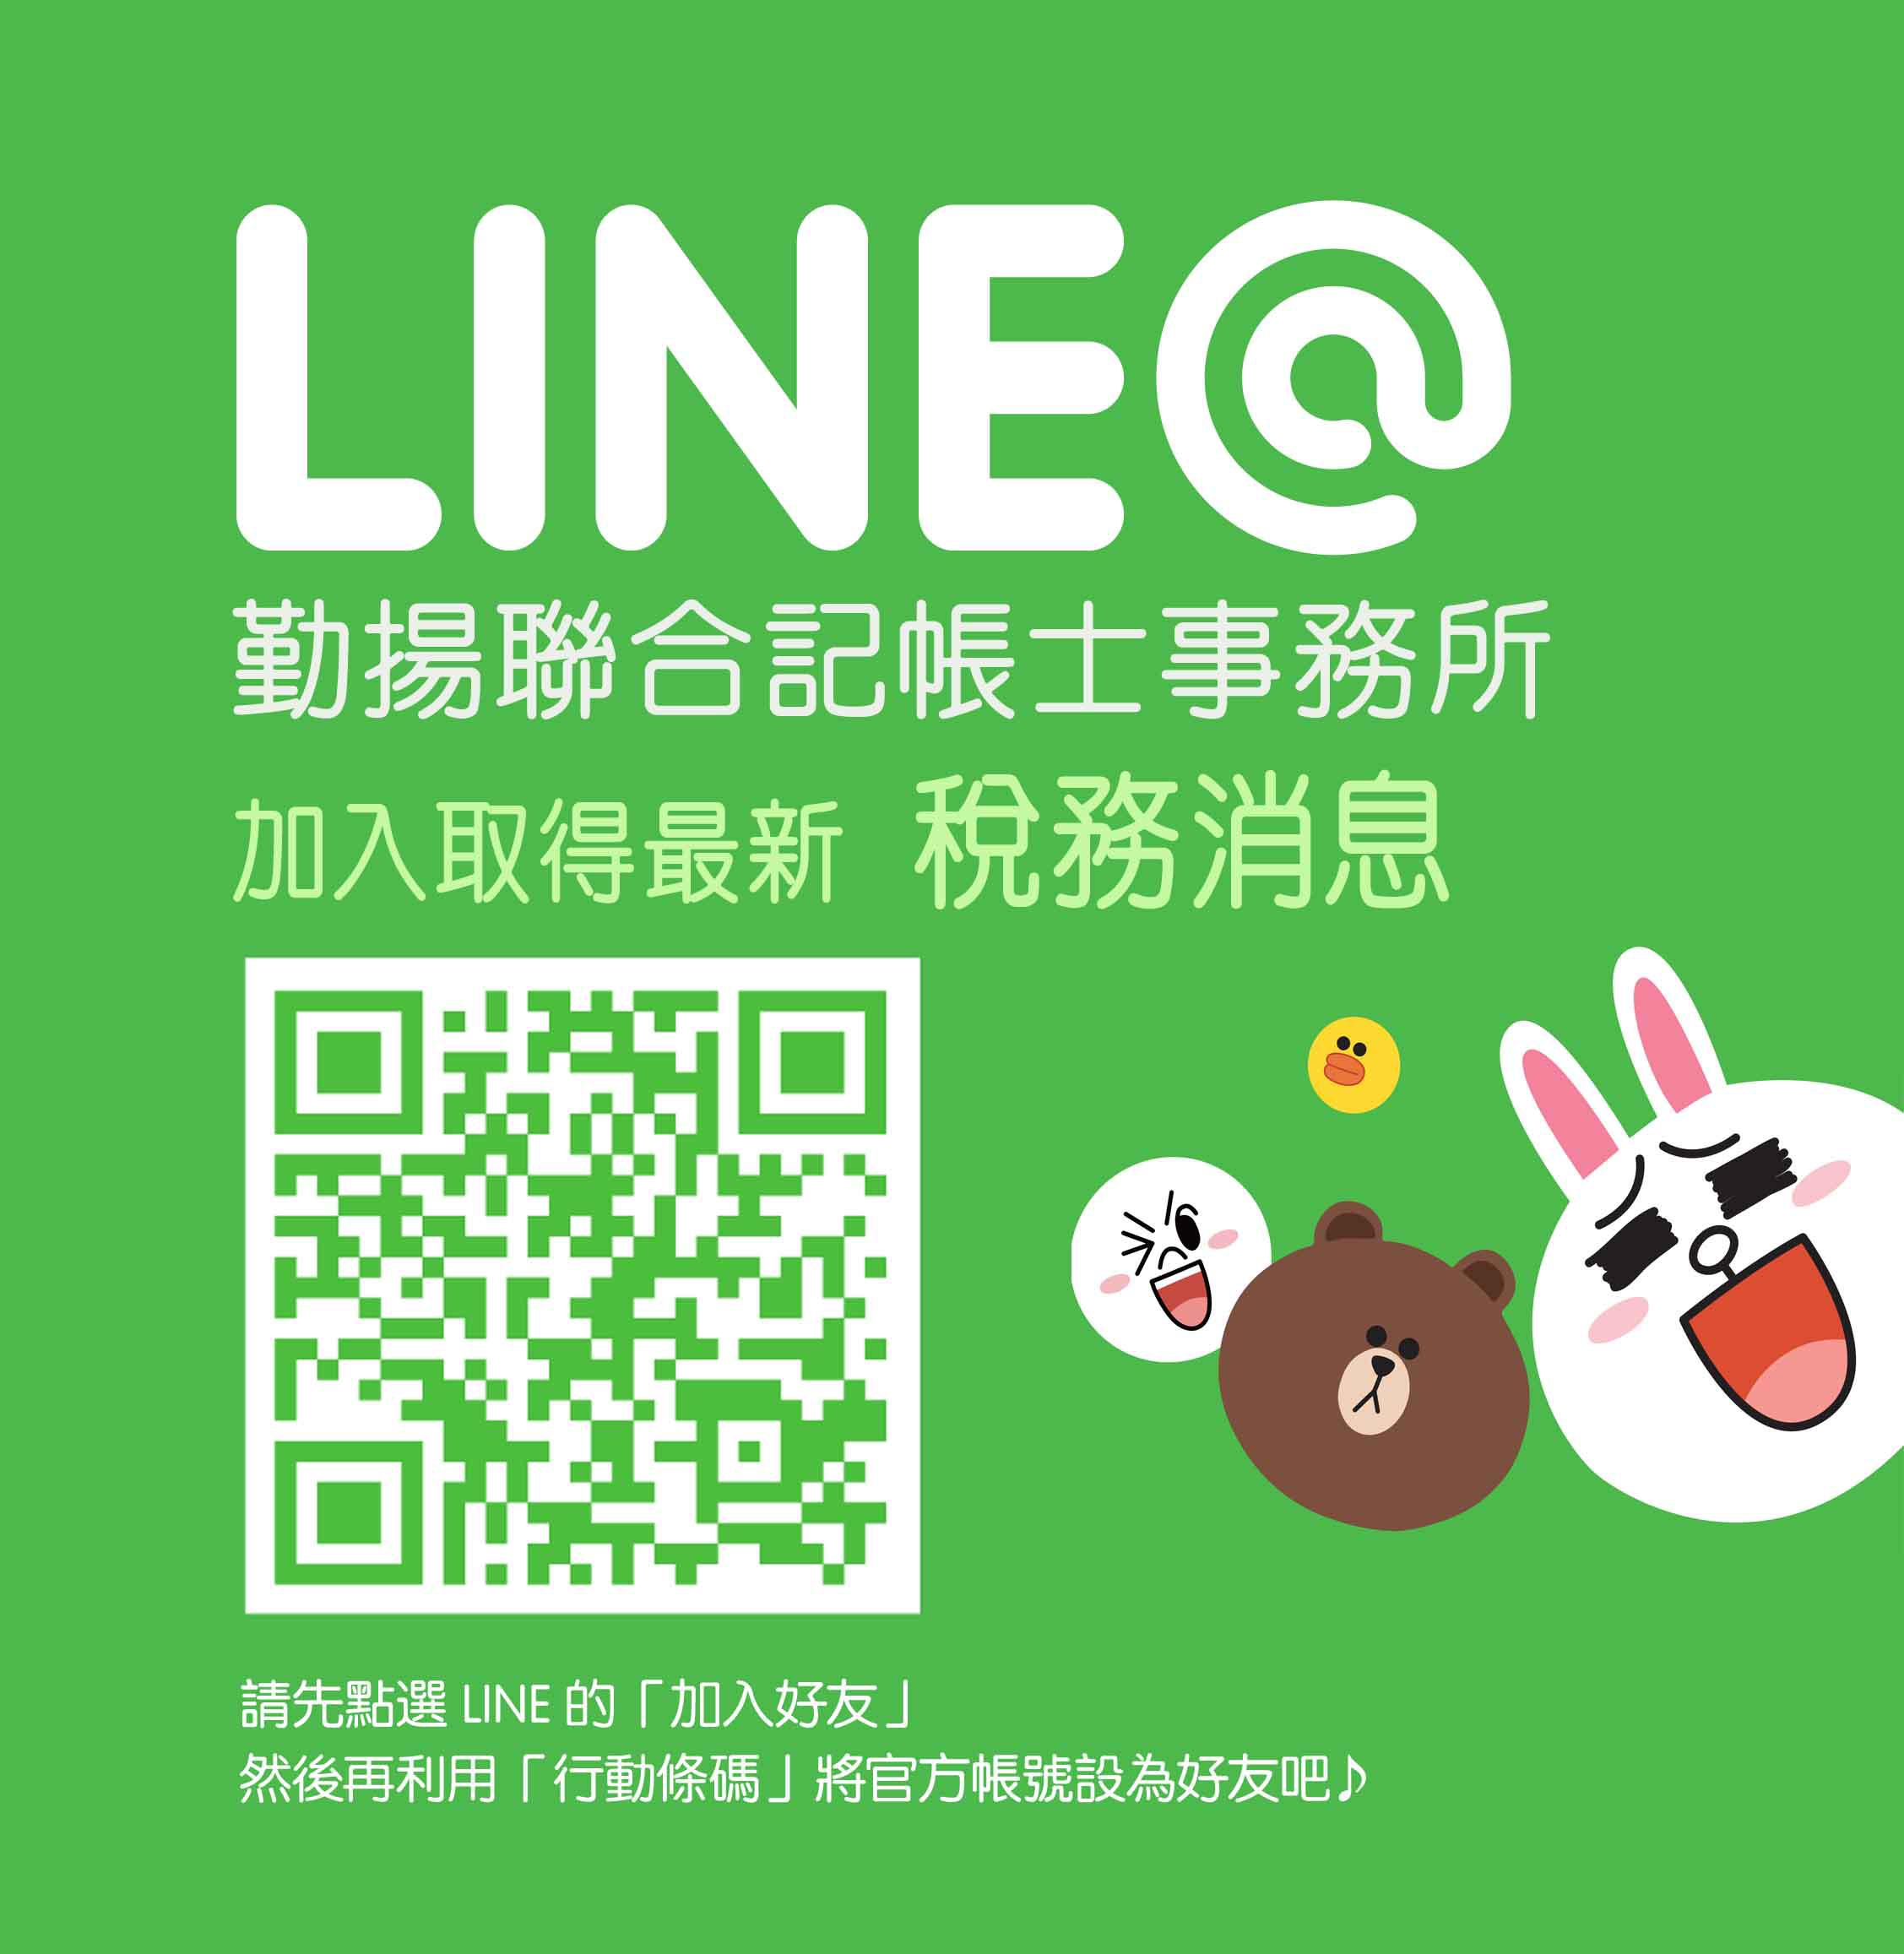 LINE@
勤揚聯合記帳士事務所
加入取得最新 稅務消息
請先點選 LINE 的「加入好友」
然後再利用「行動條碼」將官方帳號設為好友吧♪